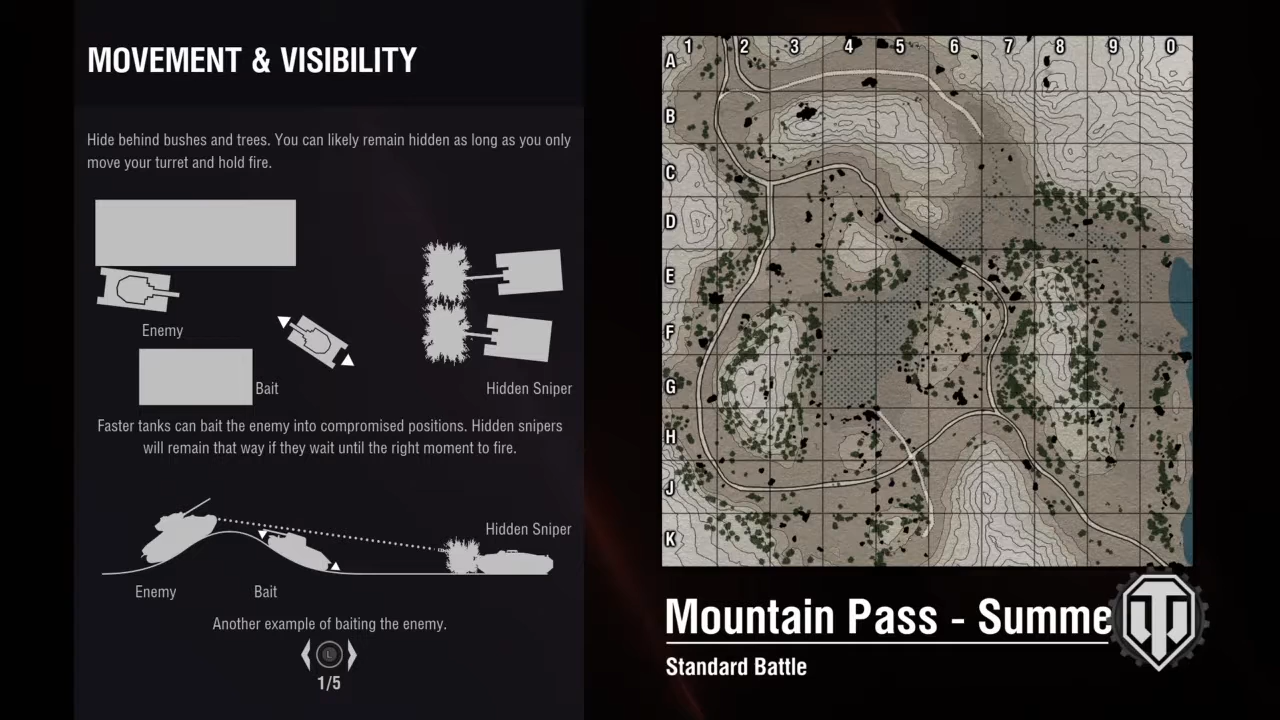 MOVEMENT & VISIBILITY
Hide behind bushes and trees. You can likely remain hidden as long as you only
move your turret and hold fire.
Enemy
Bait
Hidden Sniper
Faster tanks can bait the enemy into compromised positions. Hidden snipers
will remain that way if they wait until the right moment to fire.
Hidden Sniper
Enemy
Bait
Another example of baiting the enemy.
L
1/5
1 2 3 4 5 6 7 8 9 0
A
B
C
D
E
F
G
H
J
K
Mountain Pass - Summe
Standard Battle